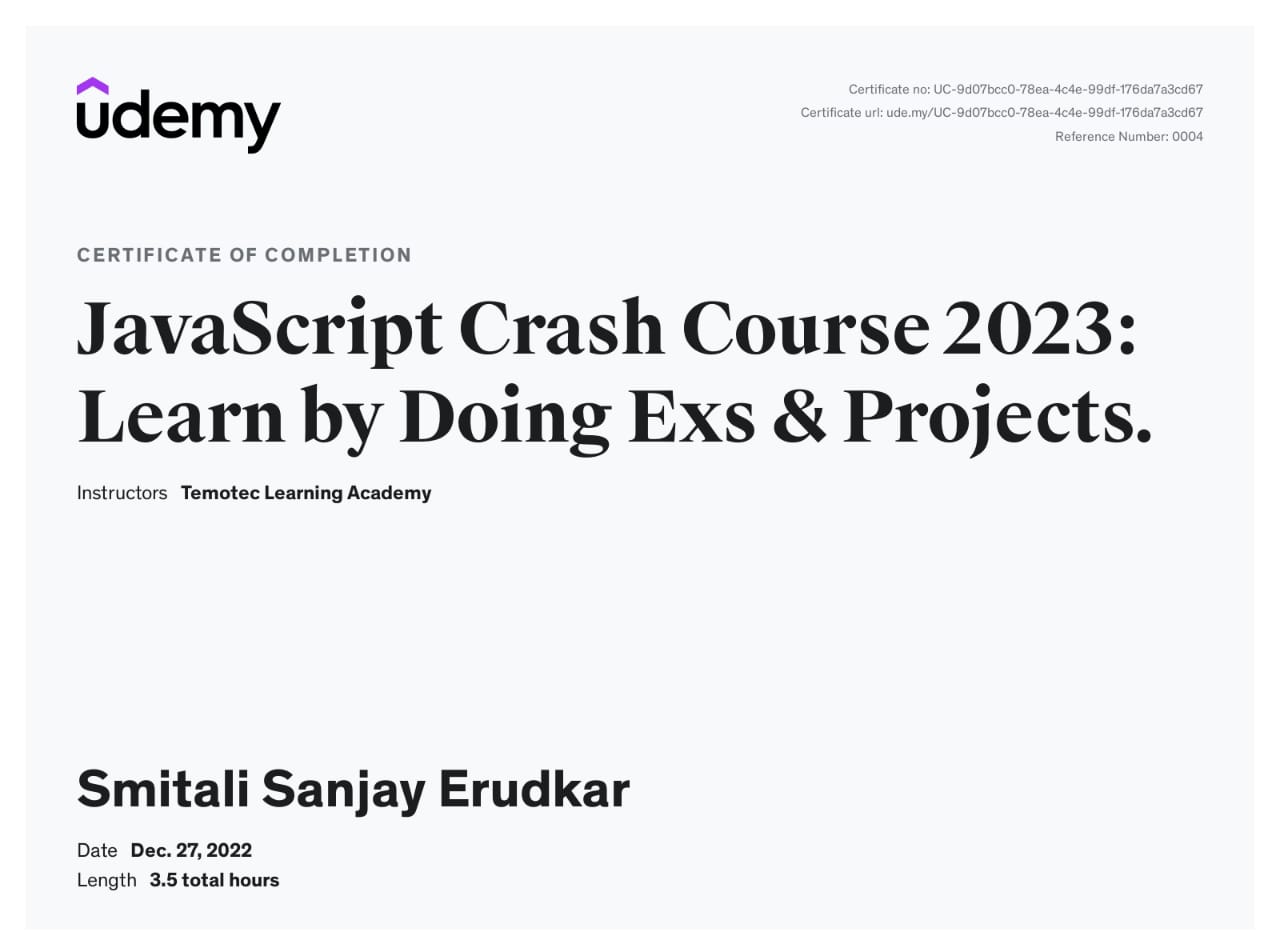 udemy
Certificate no: UC-9d07bcc0-78ea-4c4e-99df-176da7a3cd67
Certificate url: ude.my/UC-9d07bcc0-78ea-4c4e-99df-176da7a3cd67
Reference Number: 0004
CERTIFICATE OF COMPLETION
JavaScript Crash Course 2023:
Learn by Doing Exs & Projects.
Instructors Temotec Learning Academy
Smitali Sanjay Erudkar
Date Dec. 27, 2022
Length 3.5 total hours